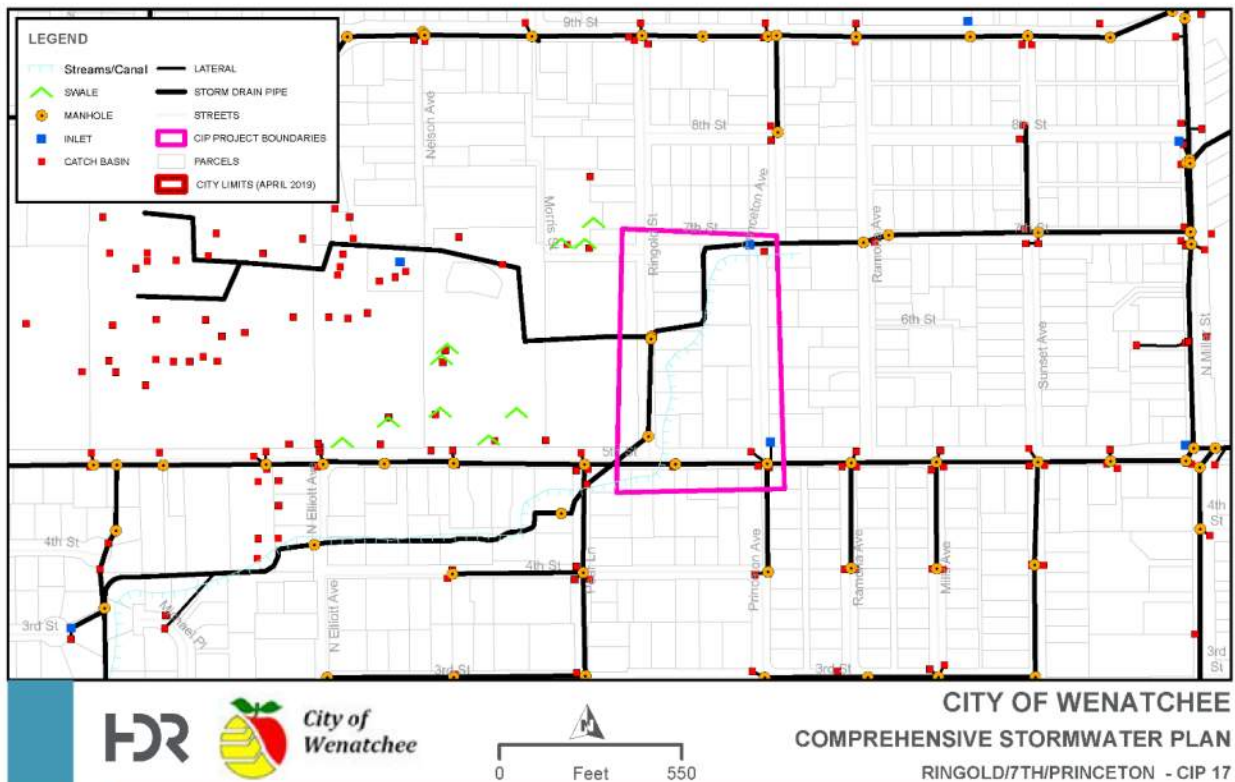 LEGEND
Streams/Canal
SWALE
MANHOLE
INLET
CATCH BASIN
LATERAL
STORM DRAIN PIPE
STREETS
CIP PROJECT BOUNDARIES
PARCELS
CITY LIMITS (APRIL 2019)
9th St
Nelson Ave
8th St
8th St
Morris St
Ringold St
7th St
Princeton Ave
Ramona Ave
7th St
6th St
Sunset Ave
N Miller St
5th St
N Elliott Ave
4th St
4th St
4th
St
Princeton Ave
Ramona Ave
Michael Pl
N Elliott Ave
3rd St
3rd St
3rd St
3rd
St
HDR
City of
Wenatchee
N
0 Feet 550
CITY OF WENATCHEE
COMPREHENSIVE STORMWATER PLAN
RINGOLD/7TH/PRINCETON - CIP 17